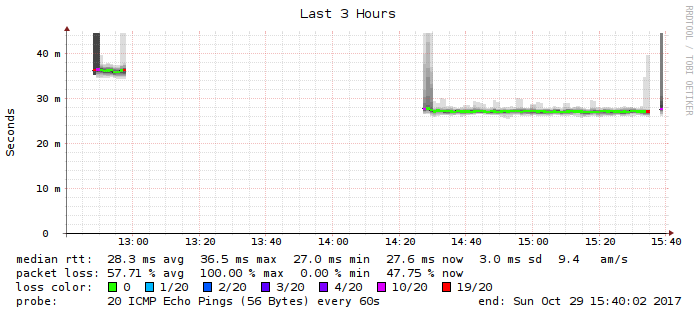 Last 3 Hours
RRDTOOL / TOBI OETIKER
Seconds
40 m
30 m
20 m
10 m
0
13:00 13:20 13:40 14:00 14:20 14:40 15:00 15:20 15:40
median rtt: 28.3 ms avg 36.5 ms max 27.0 ms min 27.6 ms now 3.0 ms sd 9.4 am/s
packet loss: 57.71 % avg 100.00 % max 0.00 % min 47.75 % now
loss color: 0 1/20 2/20 3/20 4/20 10/20 19/20
probe: 20 ICMP Echo Pings (56 Bytes) every 60s end: Sun Oct 29 15:40:02 2017